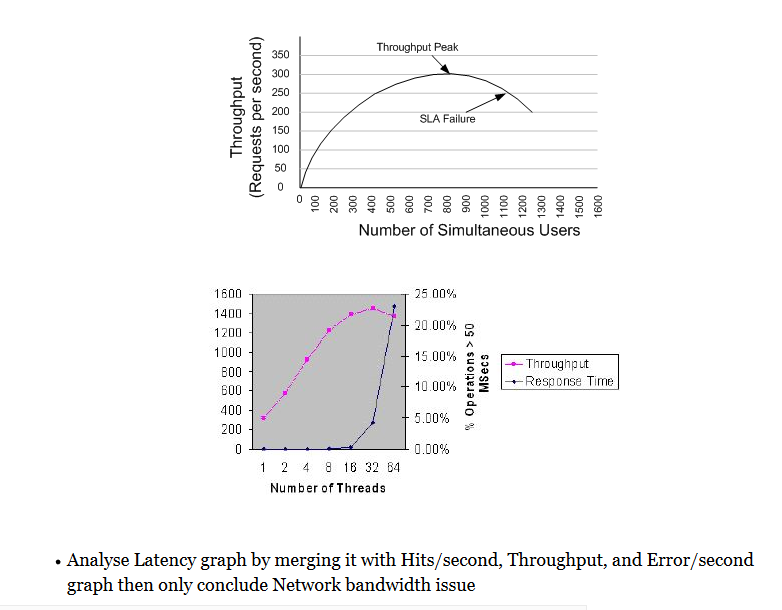 Throughput Peak
SLA Failure
Throughput
(Requests per second)
350
300
250
200
150
100
50
0
0 100 200 300 400 500 600 700 800 900 1000 1100 1200 1300 1400 1500 1600
Number of Simultaneous Users
1600
1400
1200
1000
800
600
400
200
0
25.00%
20.00%
15.00%
10.00%
5.00%
0.00%
% Operations > 50
MSecs
Throughput
Response Time
1 2 4 8 16 32 64
Number of Threads
• Analyse Latency graph by merging it with Hits/second, Throughput, and Error/second
graph then only conclude Network bandwidth issue